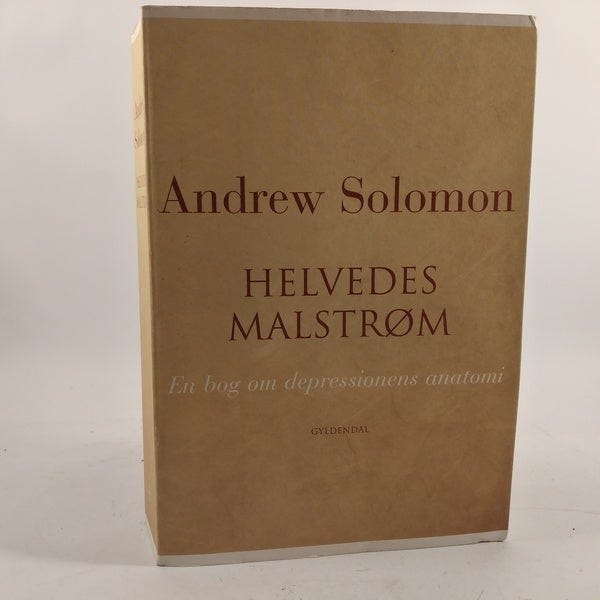 Andrew Solomon
HELVEDES
MALSTRØM
En bog om depressionens anatomi
GYLDENDAL